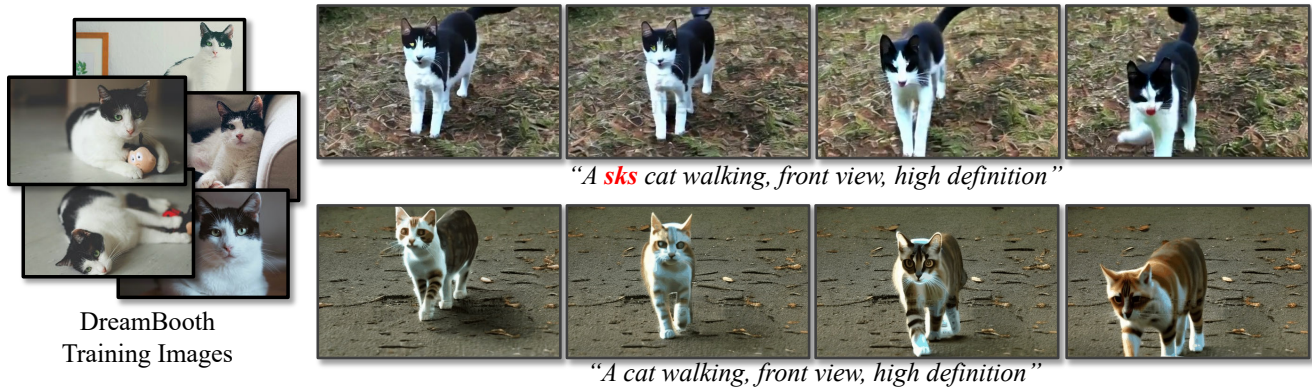 DreamBooth
Training Images
“A sks cat walking, front view, high definition”
“A cat walking, front view, high definition”